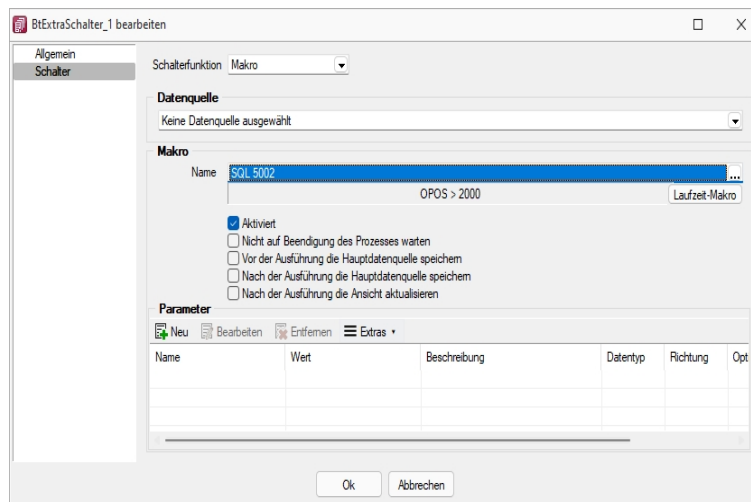 BtExtraSchalter_1 bearbeiten
Allgemein
Schalter
Schalterfunktion Makro
Datenquelle
Keine Datenquelle ausgewählt
Makro
Name SQL 5002 ...
OPOS > 2000 Laufzeit-Makro
Aktiviert
Nicht auf Beendigung des Prozesses warten
Vor der Ausführung die Hauptdatenquelle speichern
Nach der Ausführung die Hauptdatenquelle speichern
Nach der Ausführung die Ansicht aktualisieren
Parameter
Neu Bearbeiten Entfernen Extras
Name Wert Beschreibung Datentyp Richtung Opt
Ok Abbrechen